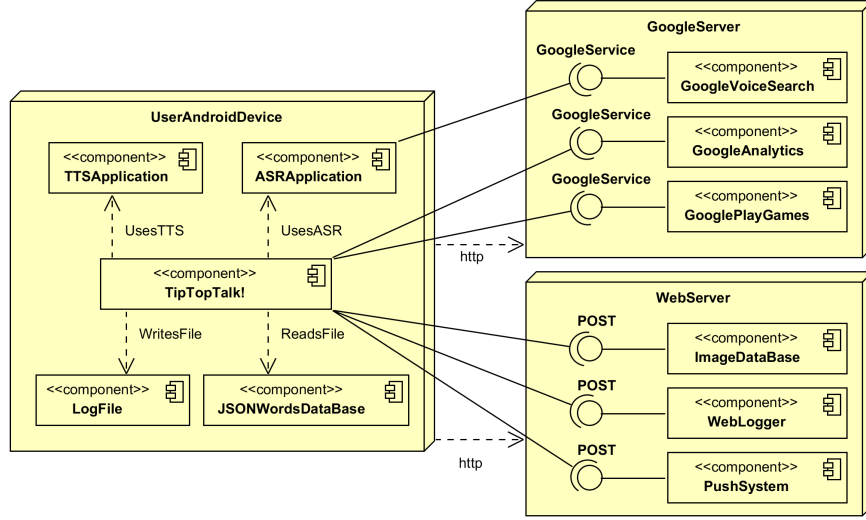 UserAndroidDevice
<<component>>
TTSApplication
<<component>>
ASRApplication
UsesTTS
UsesASR
<<component>>
TipTopTalk!
WritesFile
ReadsFile
<<component>>
LogFile
<<component>>
JSONWordsDataBase
http
http
GoogleServer
GoogleService
<<component>>
GoogleVoiceSearch
GoogleService
<<component>>
GoogleAnalytics
GoogleService
<<component>>
GooglePlayGames
WebServer
POST
<<component>>
ImageDataBase
POST
<<component>>
WebLogger
POST
<<component>>
PushSystem